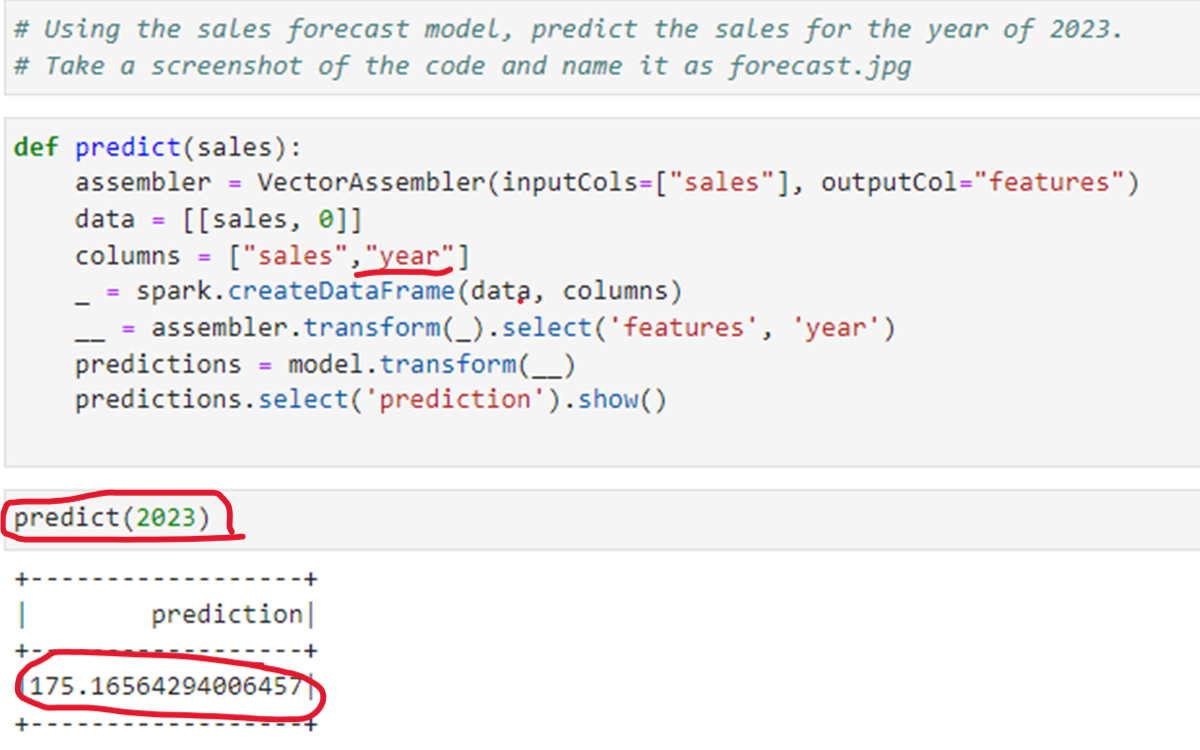 # Using the sales forecast model, predict the sales for the year of 2023.
# Take a screenshot of the code and name it as forecast.jpg
def predict(sales):
    assembler = VectorAssembler(inputCols=["sales"], outputCol="features")
    data = [[sales, 0]]
    columns = ["sales","year"]
    _ = spark.createDataFrame(data, columns)
    __ = assembler.transform(_).select('features', 'year')
    predictions = model.transform(__)
    predictions.select('prediction').show()
predict(2023)
+------------------+
|        prediction|
+------------------+
|175.16564294006457|
+------------------+